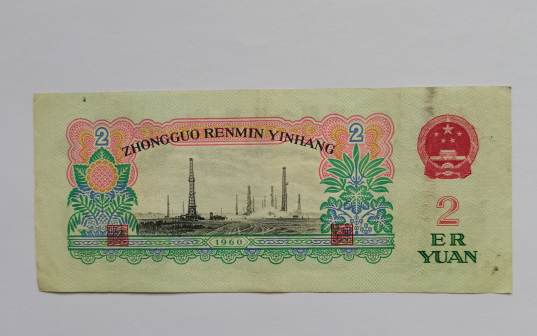 2
2
ZHONGGUO RENMIN YINHANG
2
ER
YUAN
1960